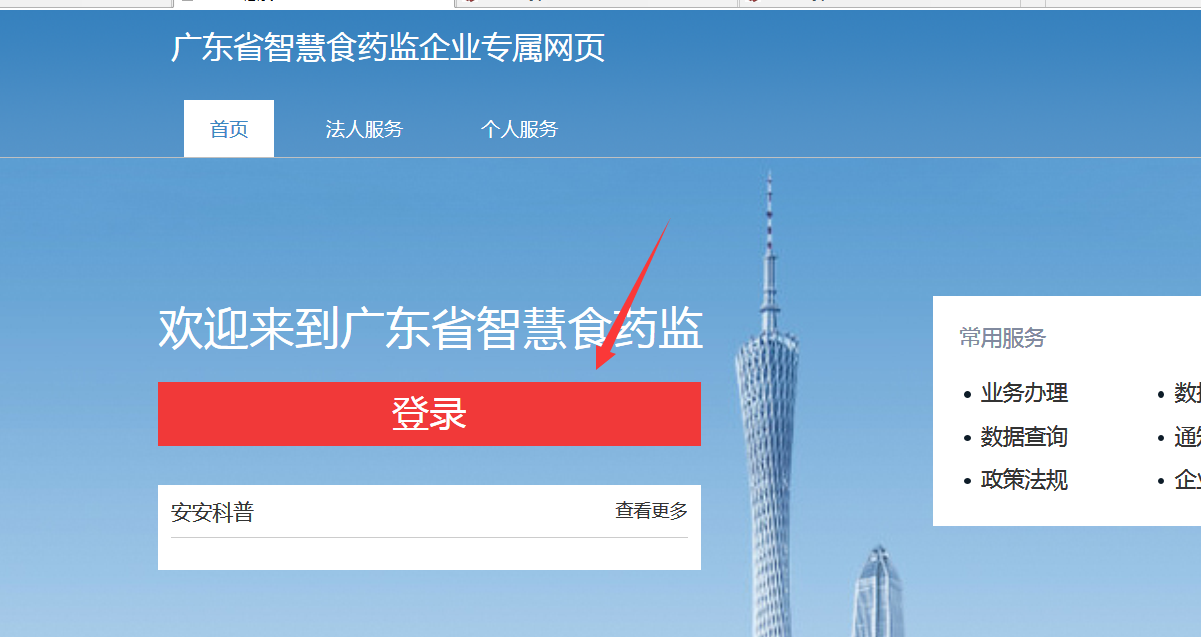 广东省智慧食药监企业专属网页
首页 法人服务 个人服务
欢迎来到广东省智慧食药监
登录
安安科普 查看更多
常用服务
业务办理
数据查询
政策法规